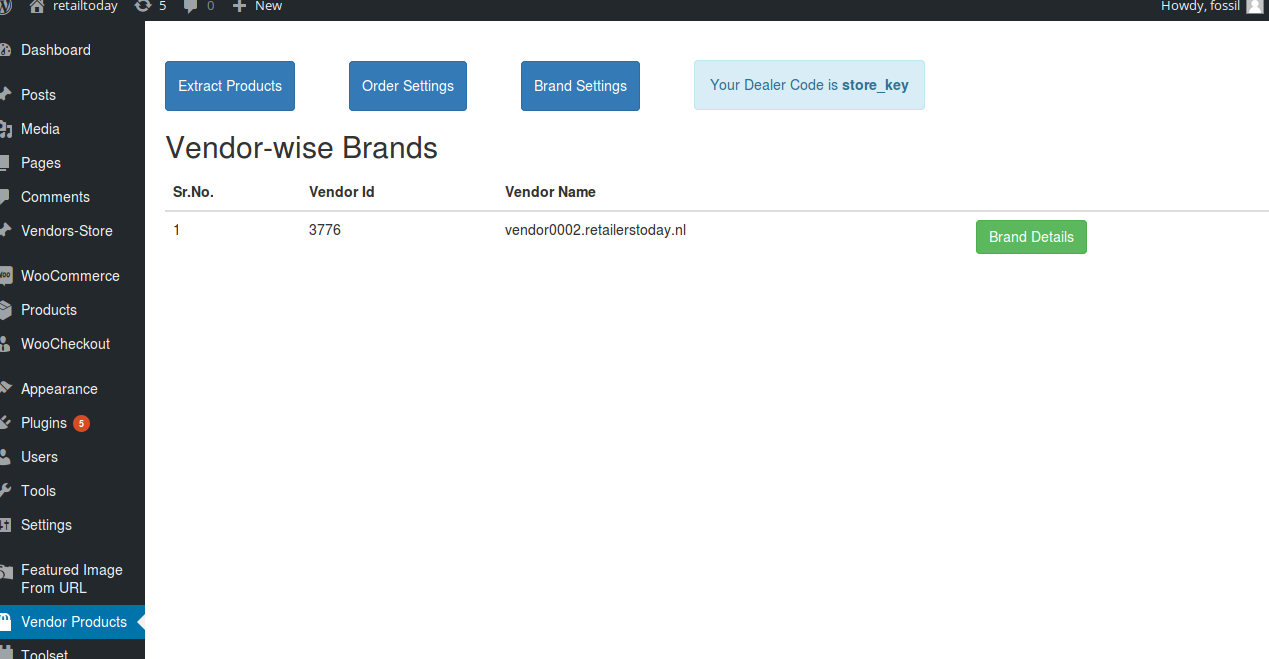 retailtoday 5 0 New Howdy, fossil
Dashboard
Posts
Media
Pages
Comments
Vendors-Store
WooCommerce
Products
WooCheckout
Appearance
Plugins 5
Users
Tools
Settings
Featured Image
From URL
Vendor Products
Toolset
Extract Products Order Settings Brand Settings Your Dealer Code is store_key
Vendor-wise Brands
Sr.No. Vendor Id Vendor Name
1 3776 vendor0002.retailerstoday.nl Brand Details